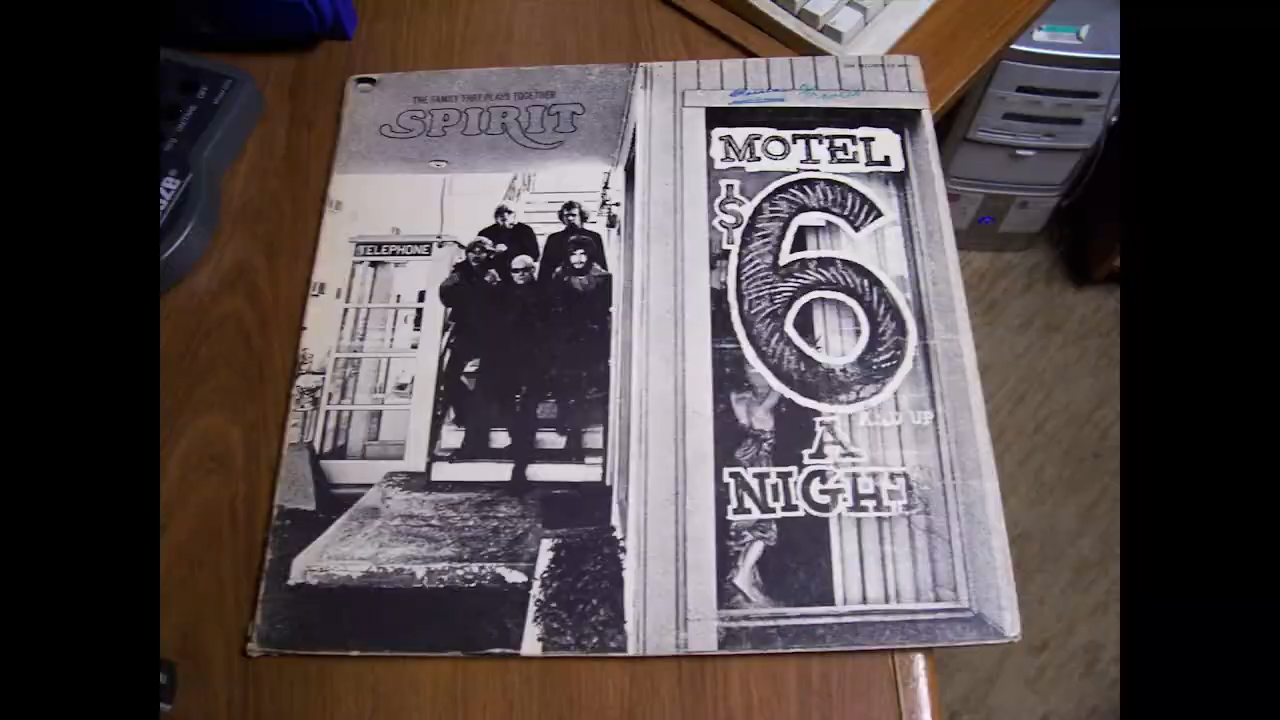 THE FAMILY THAT PLAYS TOGETHER
SPIRIT
TELEPHONE
MOTEL
$6
AND UP
A
NIGHT